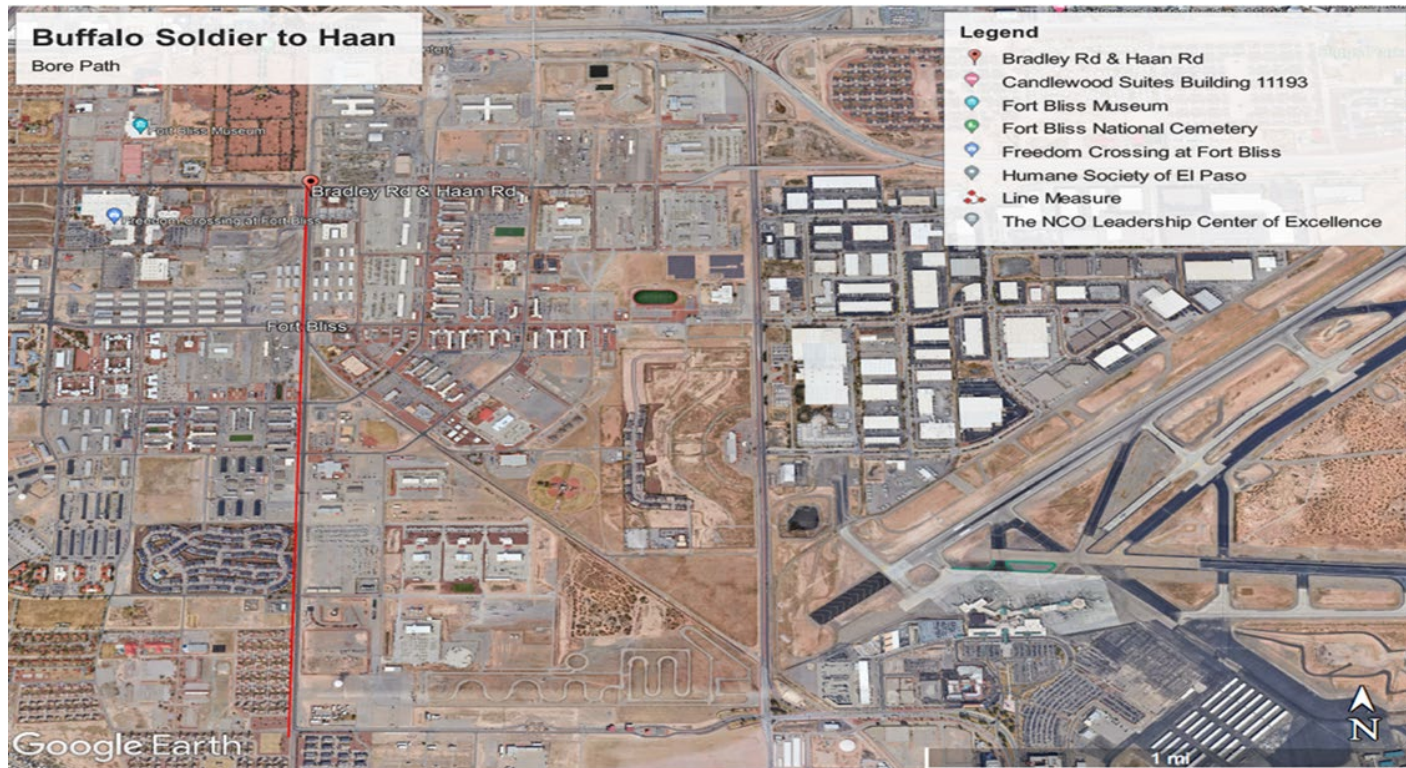 Buffalo Soldier to Haan
Bore Path
Legend
Bradley Rd & Haan Rd
Candlewood Suites Building 11193
Fort Bliss Museum
Fort Bliss National Cemetery
Freedom Crossing at Fort Bliss
Humane Society of El Paso
Line Measure
The NCO Leadership Center of Excellence
Fort Bliss Museum
Bradley Rd & Haan Rd
Freedom Crossing at Fort Bliss
Fort Bliss
Google Earth
1 mi
N